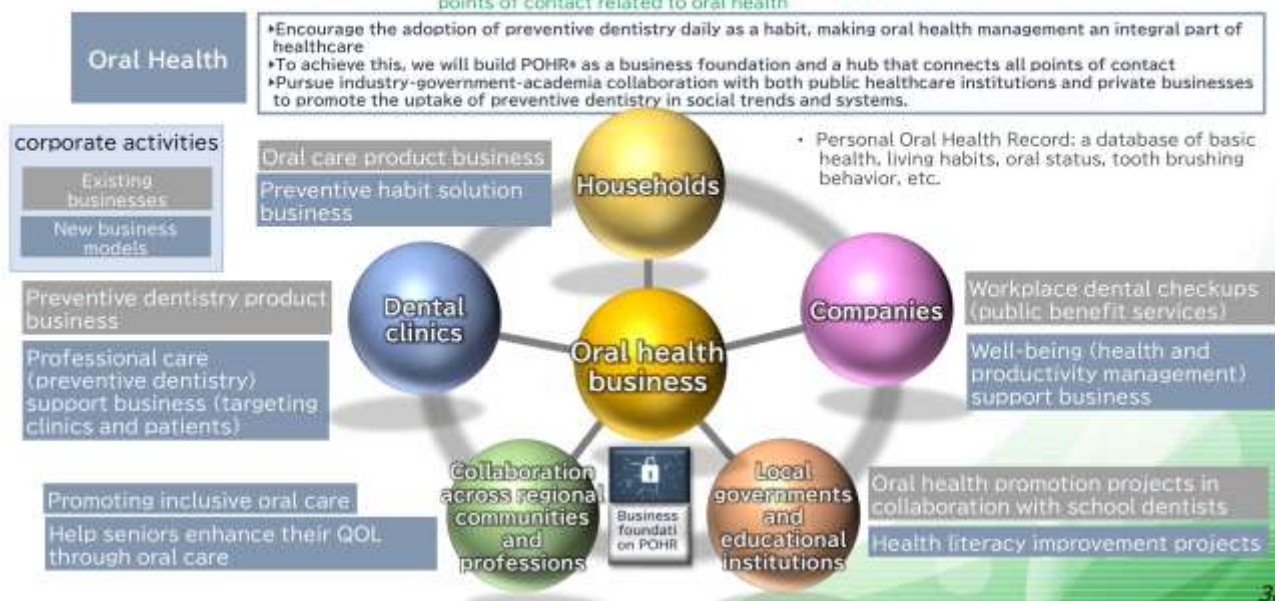 points of contact related to oral health
Oral Health
▸Encourage the adoption of preventive dentistry daily as a habit, making oral health management an integral part of
healthcare
▸To achieve this, we will build POHR* as a business foundation and a hub that connects all points of contact
▸Pursue industry-government-academia collaboration with both public healthcare institutions and private businesses
to promote the uptake of preventive dentistry in social trends and systems.
corporate activities
Existing
businesses
New business
models
Oral care product business
Preventive habit solution
business
Households
・ Personal Oral Health Record: a database of basic
health, living habits, oral status, tooth brushing
behavior, etc.
Preventive dentistry product
business
Professional care
(preventive dentistry)
support business (targeting
clinics and patients)
Dental
clinics
Oral health
business
Companies
Workplace dental checkups
(public benefit services)
Well-being (health and
productivity management)
support business
Promoting inclusive oral care
Help seniors enhance their QOL
through oral care
Collaboration
across regional
communities
and
professions
Business
foundati
on POHR
Local
governments
and
educational
institutions
Oral health promotion projects in
collaboration with school dentists
Health literacy improvement projects